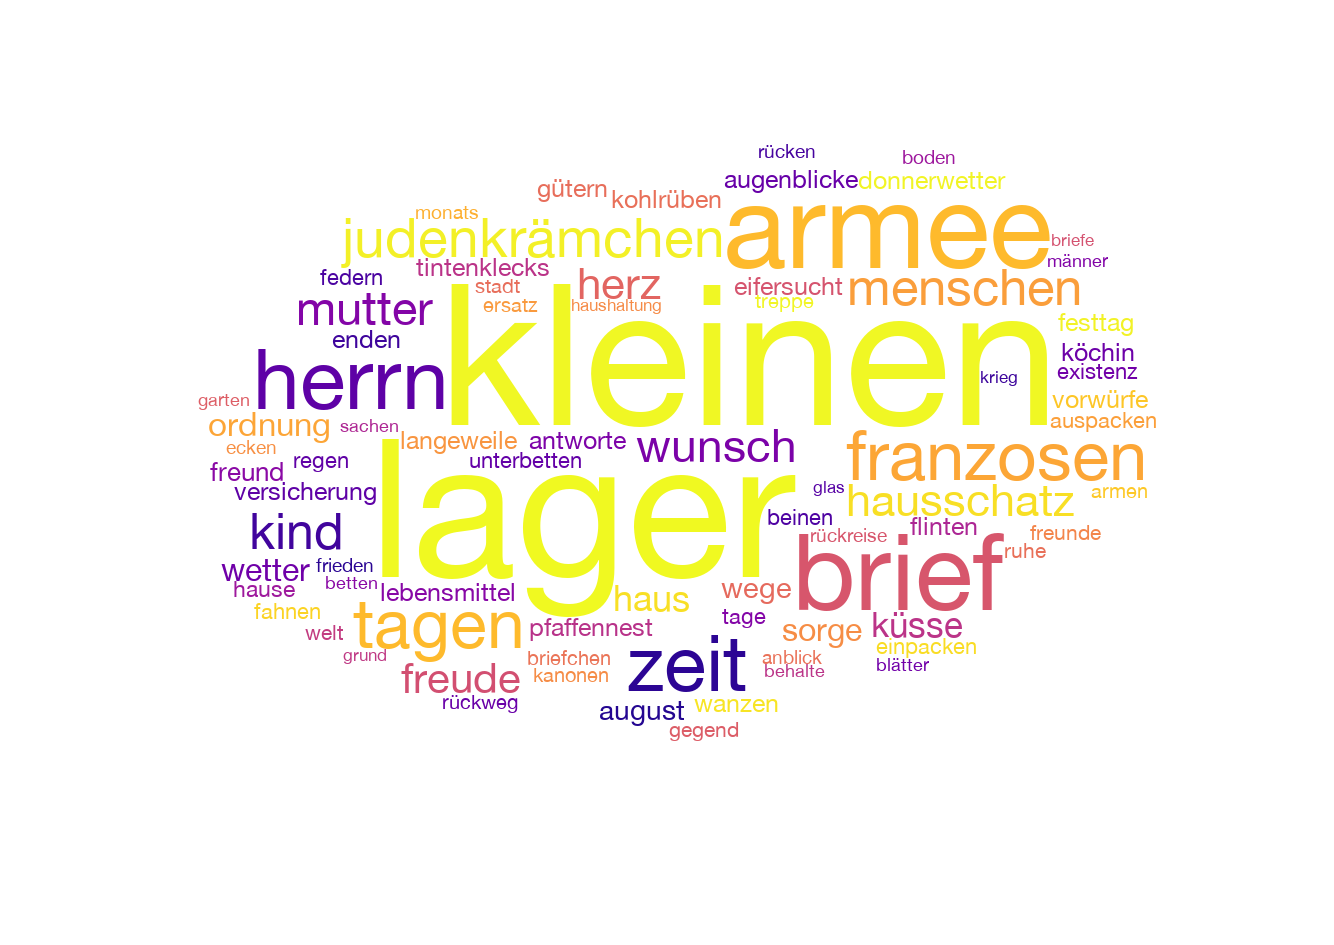 rücken
boden
augenblicke
donnerwetter
gütern
kohlrüben
armee
monats
judenkrämchen
briefe
männer
tintenklecks
federn
herz
stadt
eifersucht
menschen
ersatz
haushaltung
treppe
mutter
festtag
enden
kleinen
köchin
herrn
krieg
existenz
garten
vorwürfe
ordnung
sachen
auspacken
ecken
langeweile
antworte
wunsch
franzosen
regen
unterbetten
freund
versicherung
lager
glas
armen
hausschatz
beinen
flinten
kind
rückreise
freunde
ruhe
wetter
frieden
brief
betten
hause
lebensmittel
wege
haus
fahnen
tage
tagen
pfaffennest
sorge
küsse
welt
einpacken
grund
briefchen
zeit
anblick
blätter
freude
kanonen
behalte
rückweg
august
wanzen
gegend